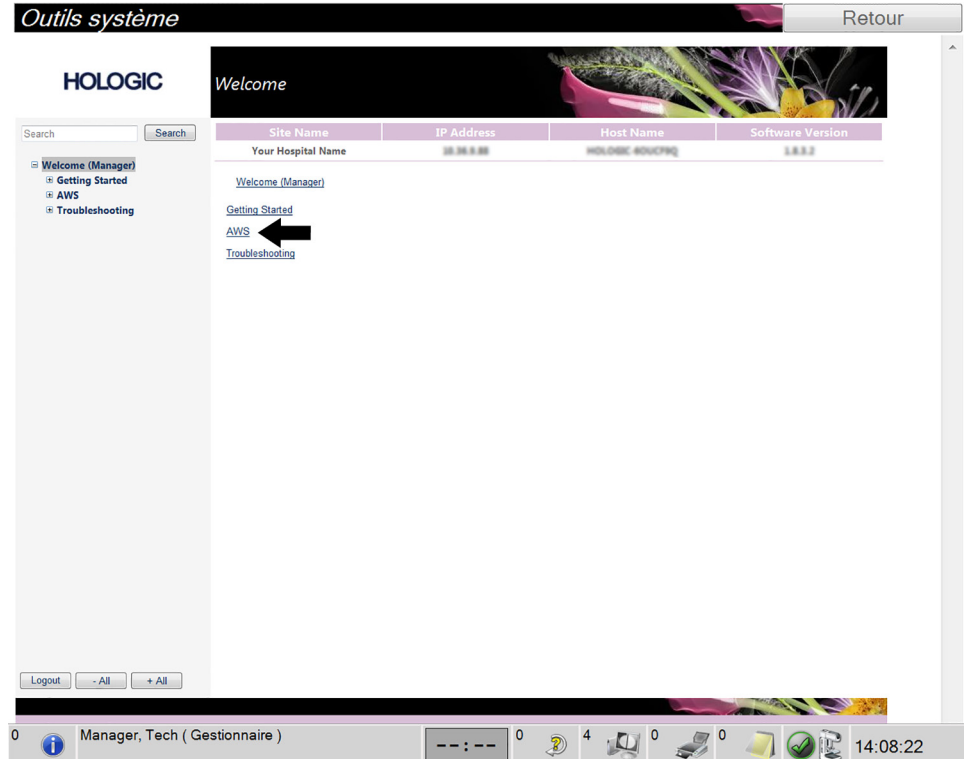 Outils système
Retour
HOLOGIC
Welcome
Search
Search
Site Name IP Address Host Name Software Version
Your Hospital Name
Welcome (Manager)
Getting Started
AWS
Troubleshooting
Welcome (Manager)
Getting Started
AWS
Troubleshooting
Logout - All + All
0 Manager, Tech ( Gestionnaire ) --:-- 0 4 0 0 14:08:22